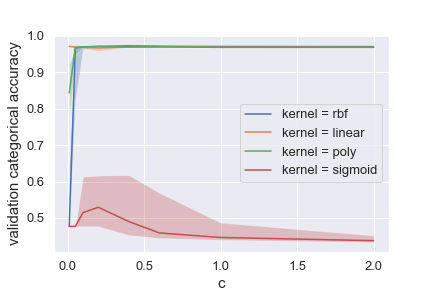 validation categorical accuracy
1.0
0.9
0.8
0.7
0.6
0.5
kernel = rbf
kernel = linear
kernel = poly
kernel = sigmoid
0.0 0.5 1.0 1.5 2.0
c